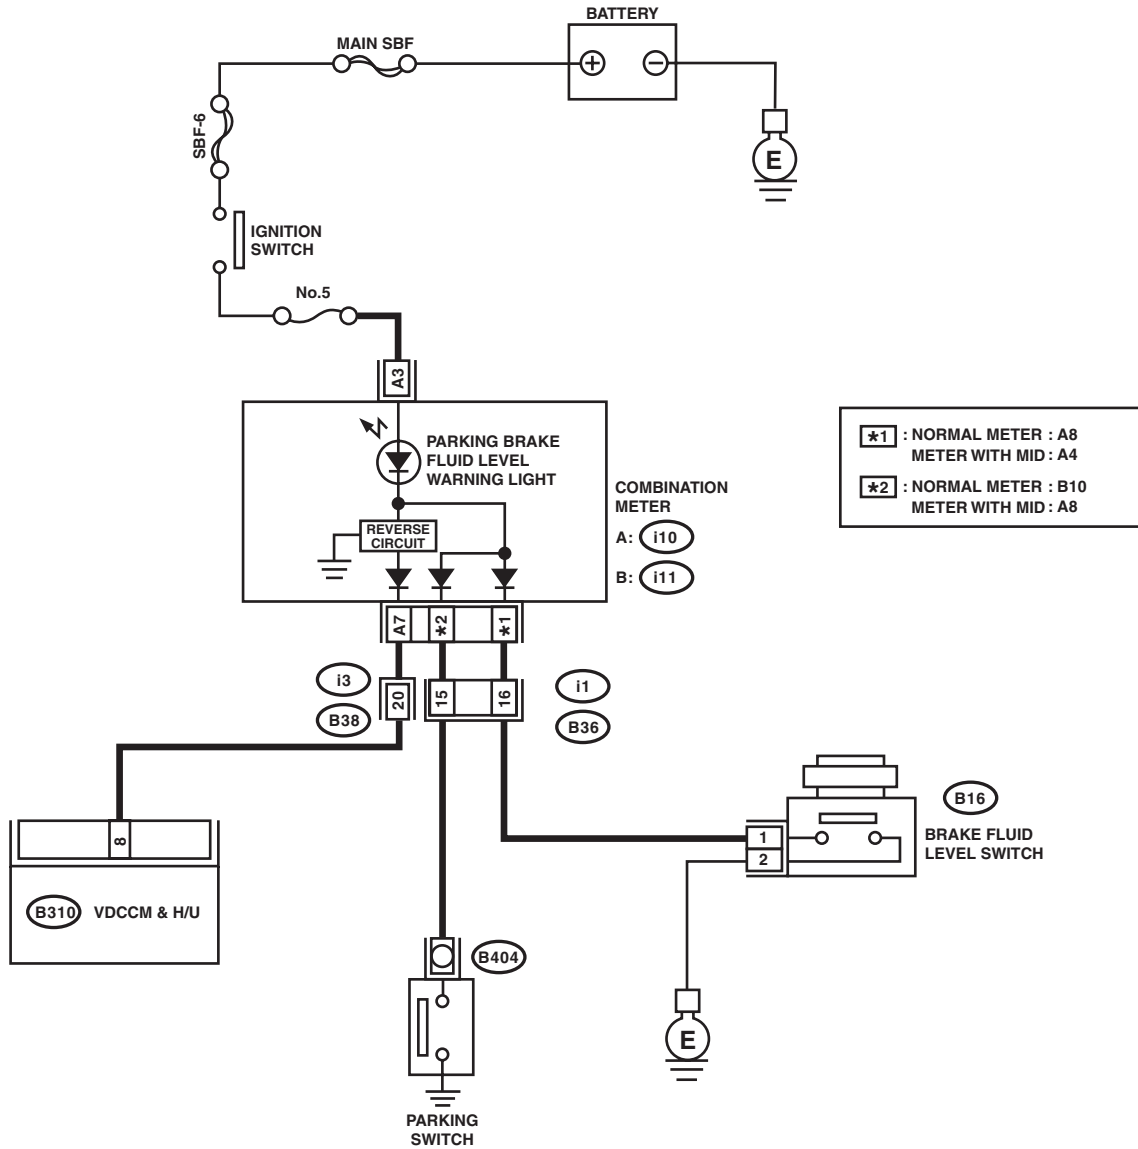 BATTERY
MAIN SBF
SBF-6
E
IGNITION
SWITCH
No.5
A3
PARKING BRAKE
FLUID LEVEL
WARNING LIGHT
REVERSE
CIRCUIT
COMBINATION
METER
A: i10
B: i11
*1 : NORMAL METER : A8
METER WITH MID : A4
*2 : NORMAL METER : B10
METER WITH MID : A8
A7
*2
*1
i3
B38
20
15
16
i1
B36
8
B310 VDCCM & H/U
B16
1
2
BRAKE FLUID
LEVEL SWITCH
B404
E
PARKING
SWITCH